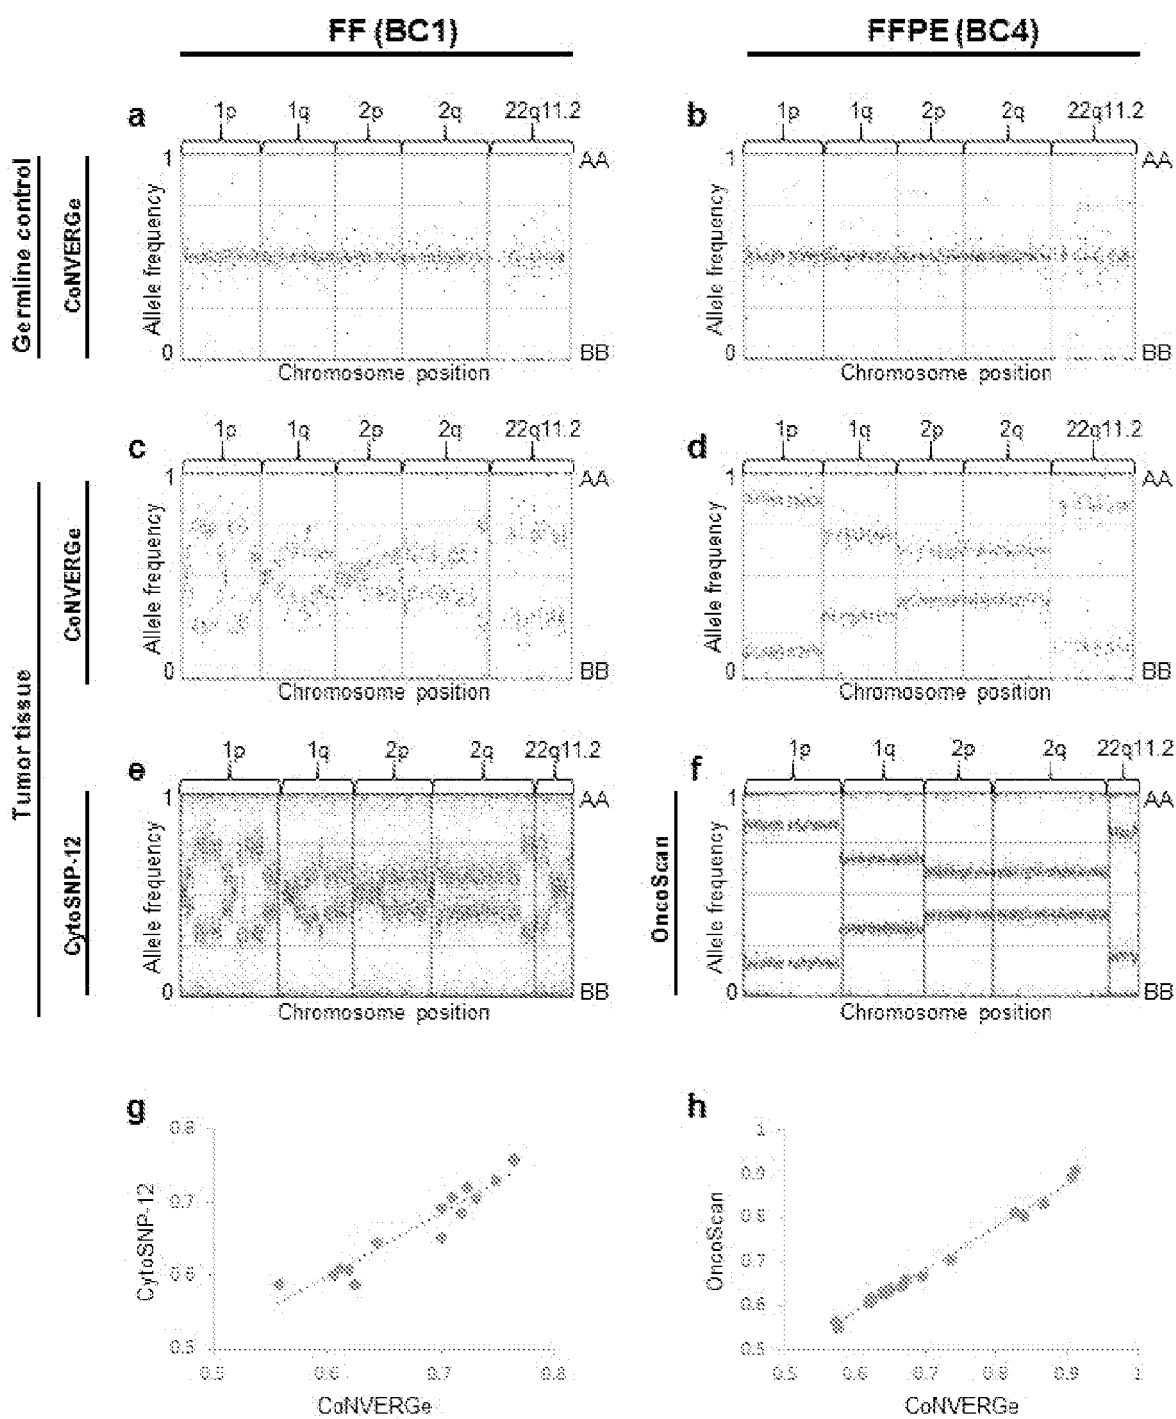 FF (BC1) FFPE (BC4)
a 1p 1q 2p 2q 22q11.2
b 1p 1q 2p 2q 22q11.2
Germline control
CoNVERGe
1 AA 1 AA
Allele frequency Allele frequency
0 BB 0 BB
Chromosome position Chromosome position
c 1p 1q 2p 2q 22q11.2
d 1p 1q 2p 2q 22q11.2
Tumor tissue
CoNVERGe
1 AA 1 AA
Allele frequency Allele frequency
0 BB 0 BB
Chromosome position Chromosome position
e 1p 1q 2p 2q 22q11.2
f 1p 1q 2p 2q 22q11.2
CytoSNP-12 OncoScan
1 AA 1 AA
Allele frequency Allele frequency
0 BB 0 BB
Chromosome position Chromosome position
g
CytoSNP-12
0.8
0.7
0.6
0.5
0.5 0.6 0.7 0.8
CoNVERGe
h
OncoScan
1
0.9
0.8
0.7
0.6
0.5
0.5 0.6 0.7 0.8 0.9 1
CoNVERGe